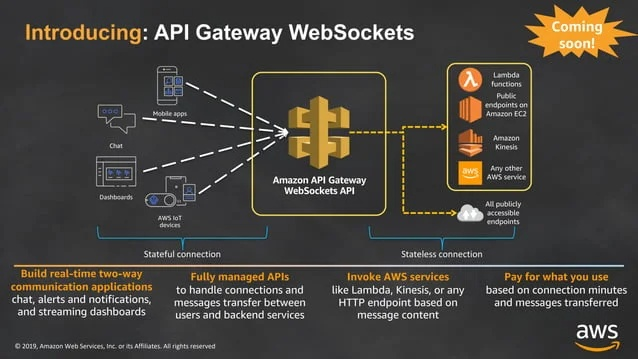 Introducing: API Gateway WebSockets
Coming
soon!
Mobile apps
Chat
Dashboards
AWS IoT
devices
Amazon API Gateway
WebSockets API
Lambda
functions
Public
endpoints on
Amazon EC2
Amazon
Kinesis
aws
Any other
AWS service
All publicly
accessible
endpoints
Stateful connection
Stateless connection
Build real-time two-way
communication applications
chat, alerts and notifications,
and streaming dashboards
Fully managed APIs
to handle connections and
messages transfer between
users and backend services
Invoke AWS services
like Lambda, Kinesis, or any
HTTP endpoint based on
message content
Pay for what you use
based on connection minutes
and messages transferred
© 2019, Amazon Web Services, Inc. or its Affiliates. All rights reserved
aws